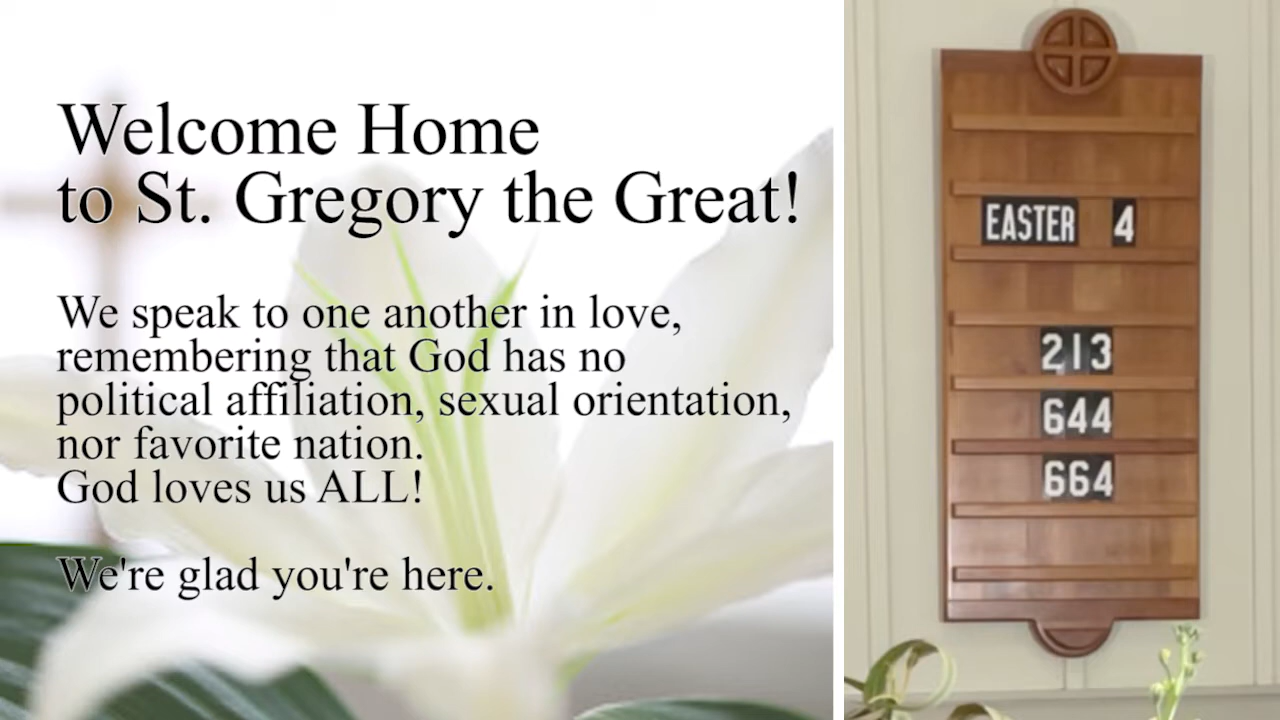 Welcome Home
to St. Gregory the Great!
We speak to one another in love,
remembering that God has no
political affiliation, sexual orientation,
nor favorite nation.
God loves us ALL!
We're glad you're here.
EASTER 4
213
644
664